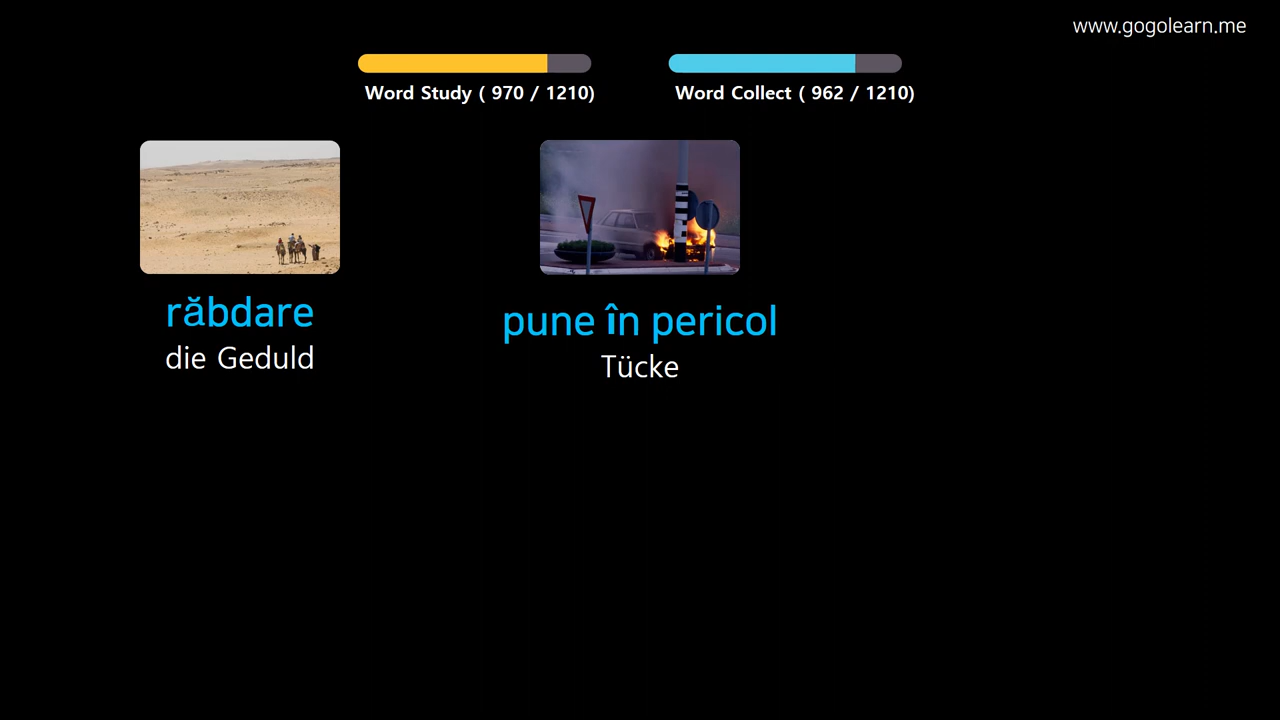 www.gogolearn.me
Word Study ( 970 / 1210)
Word Collect ( 962 / 1210)
răbdare
die Geduld
pune în pericol
Tücke